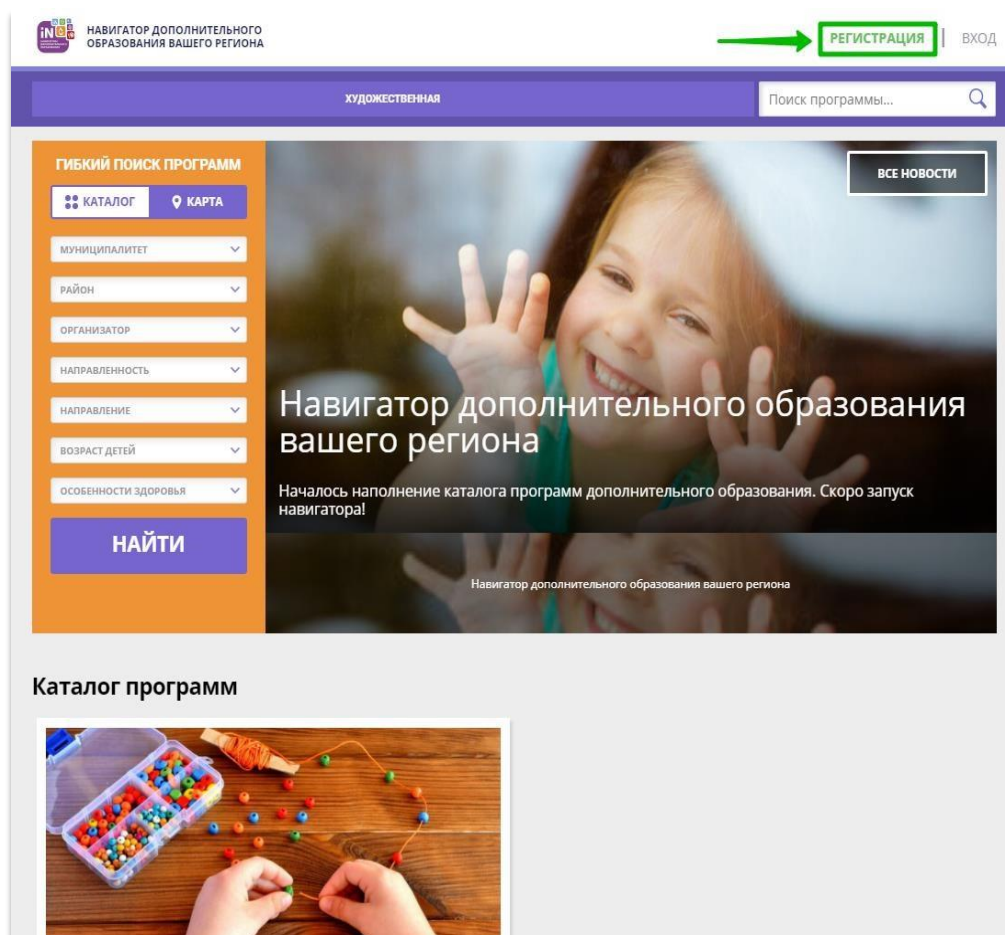 НАВИГАТОР ДОПОЛНИТЕЛЬНОГО
ОБРАЗОВАНИЯ ВАШЕГО РЕГИОНА
РЕГИСТРАЦИЯ
ВХОД
ХУДОЖЕСТВЕННАЯ
Поиск программы...
ГИБКИЙ ПОИСК ПРОГРАММ
КАТАЛОГ
КАРТА
МУНИЦИПАЛИТЕТ
РАЙОН
ОРГАНИЗАТОР
НАПРАВЛЕННОСТЬ
НАПРАВЛЕНИЕ
ВОЗРАСТ ДЕТЕЙ
ОСОБЕННОСТИ ЗДОРОВЬЯ
НАЙТИ
ВСЕ НОВОСТИ
Навигатор дополнительного образования
вашего региона
Началось наполнение каталога программ дополнительного образования. Скоро запуск
навигатора!
Навигатор дополнительного образования вашего региона
Каталог программ